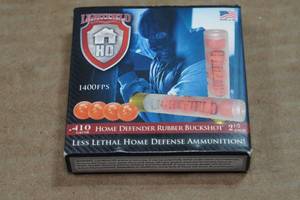 LIGHTFIELD
HD
1400FPS
LIGHTFIELD
.410 HOME DEFENDER RUBBER BUCKSHOT 2½
LESS LETHAL HOME DEFENSE AMMUNITION!